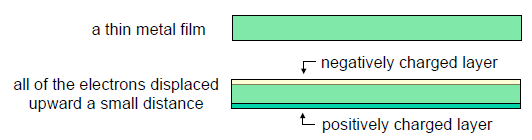 a thin metal film
negatively charged layer
all of the electrons displaced
upward a small distance
positively charged layer